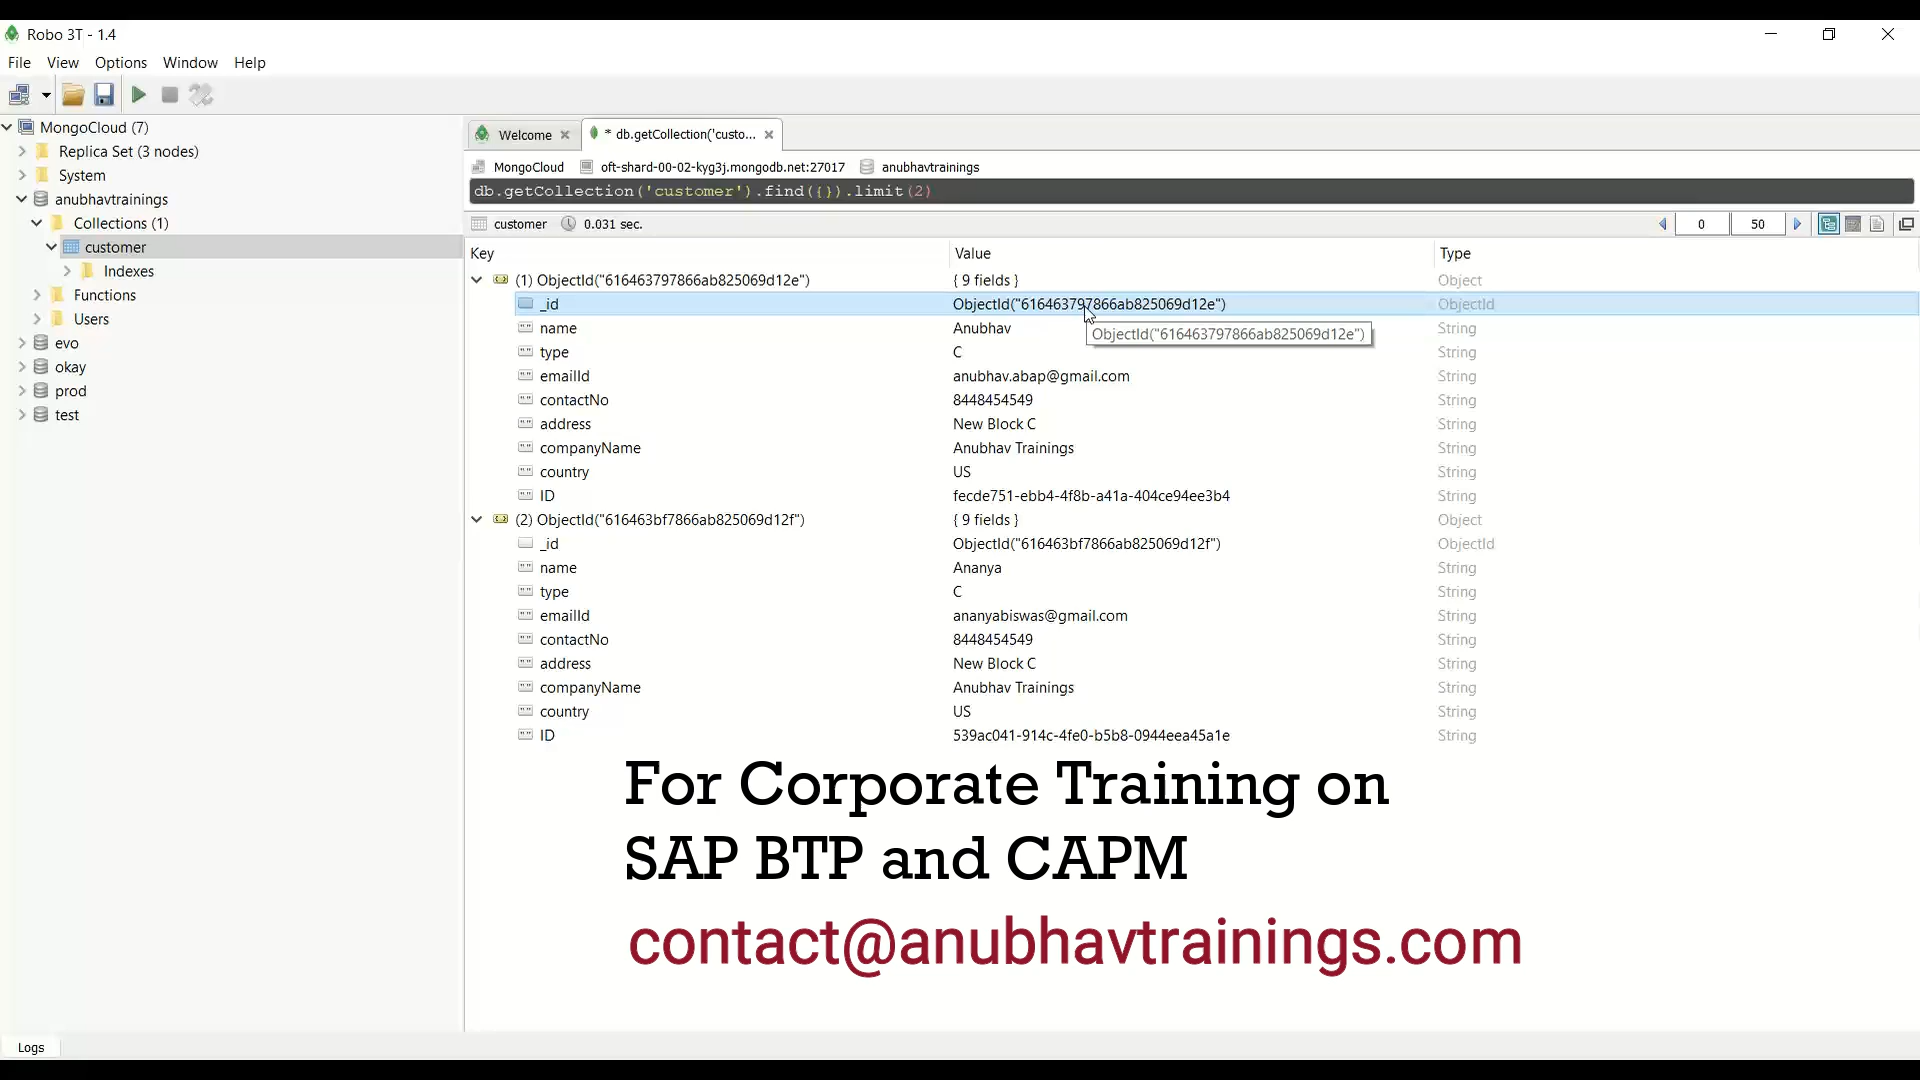 Robo 3T - 1.4
File View Options Window Help
MongoCloud (7)
Replica Set (3 nodes)
System
anubhavtrainings
Collections (1)
customer
Indexes
Functions
Users
evo
okay
prod
test
Welcome * db.getCollection('custo...
MongoCloud oft-shard-00-02-kyg3j.mongodb.net:27017 anubhavtrainings
db.getCollection('customer').find({}).limit(2)
customer 0.031 sec. 0 50
Key Value Type
(1) ObjectId("616463797866ab825069d12e") { 9 fields } Object
_id ObjectId("616463797866ab825069d12e") ObjectId
name Anubhav String
ObjectId("616463797866ab825069d12e")
type C String
emailId anubhav.abap@gmail.com String
contactNo 8448454549 String
address New Block C String
companyName Anubhav Trainings String
country US String
ID fecde751-ebb4-4f8b-a41a-404ce94ee3b4 String
(2) ObjectId("616463bf7866ab825069d12f") { 9 fields } Object
_id ObjectId("616463bf7866ab825069d12f") ObjectId
name Ananya String
type C String
emailId ananyabiswas@gmail.com String
contactNo 8448454549 String
address New Block C String
companyName Anubhav Trainings String
country US String
ID 539ac041-914c-4fe0-b5b8-0944eea45a1e String
For Corporate Training on
SAP BTP and CAPM
contact@anubhavtrainings.com
Logs